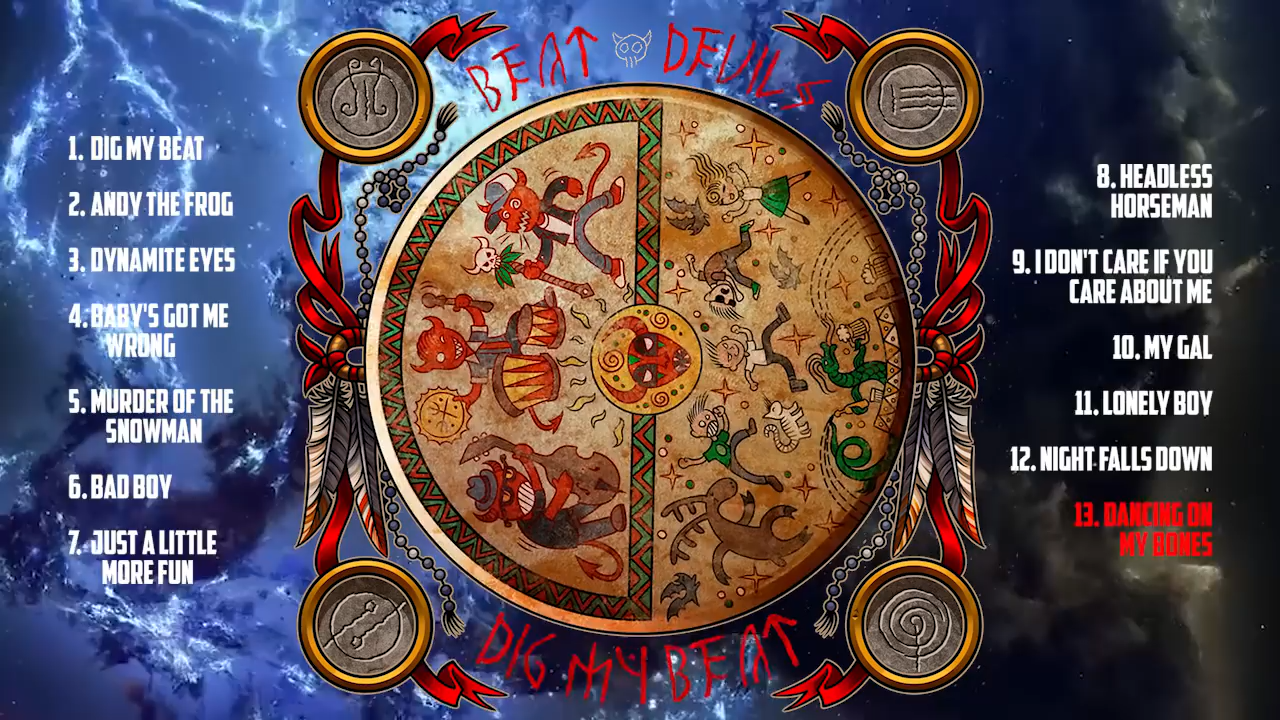 BEAT DEVILS
1. DIG MY BEAT
2. ANDY THE FROG
3. DYNAMITE EYES
4. BABY'S GOT ME
WRONG
5. MURDER OF THE
SNOWMAN
6. BAD BOY
7. JUST A LITTLE
MORE FUN
8. HEADLESS
HORSEMAN
9. I DON'T CARE IF YOU
CARE ABOUT ME
10. MY GAL
11. LONELY BOY
12. NIGHT FALLS DOWN
13. DANCING ON
MY BONES
DIG MY BEAT